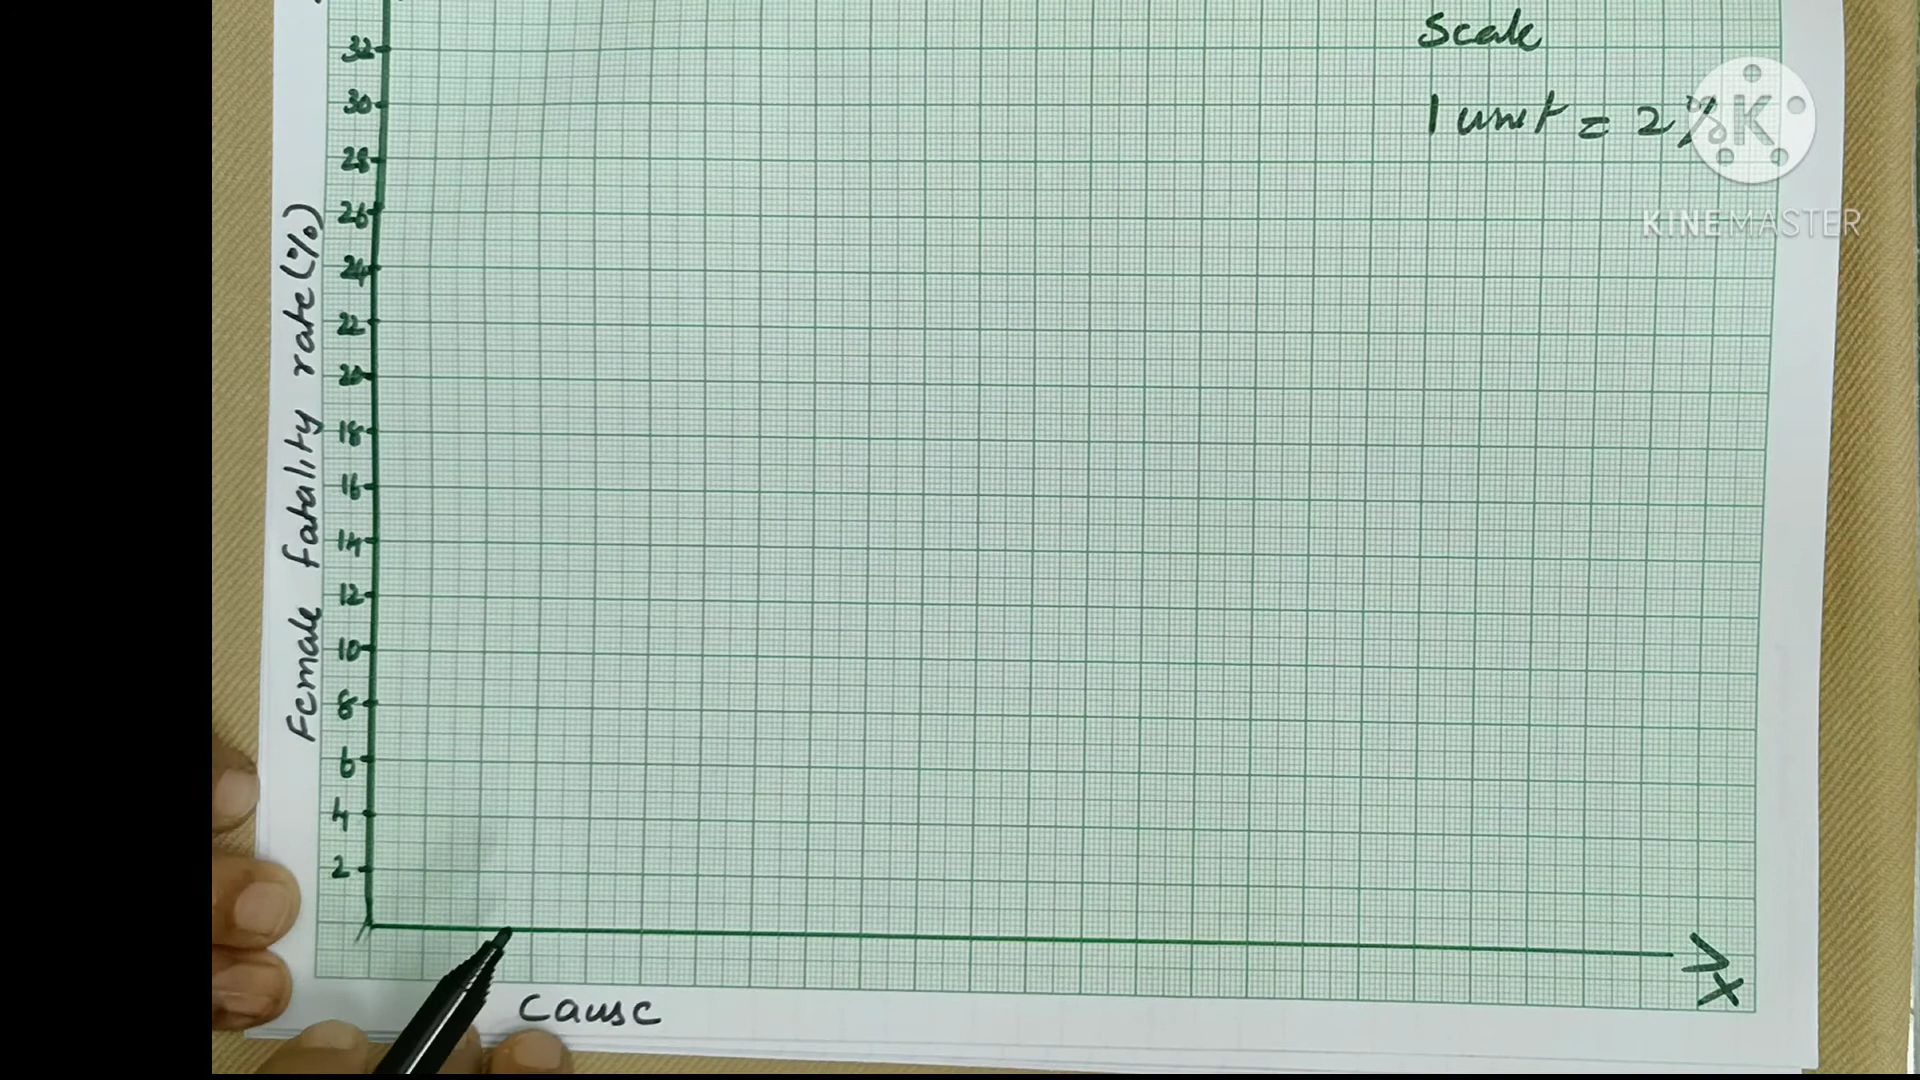 Scale
1 unit = 2%
K
KINEMASTER
Female fatality rate (%)
32
30
28
26
24
22
20
18
16
14
12
10
8
6
4
2
X
Cause